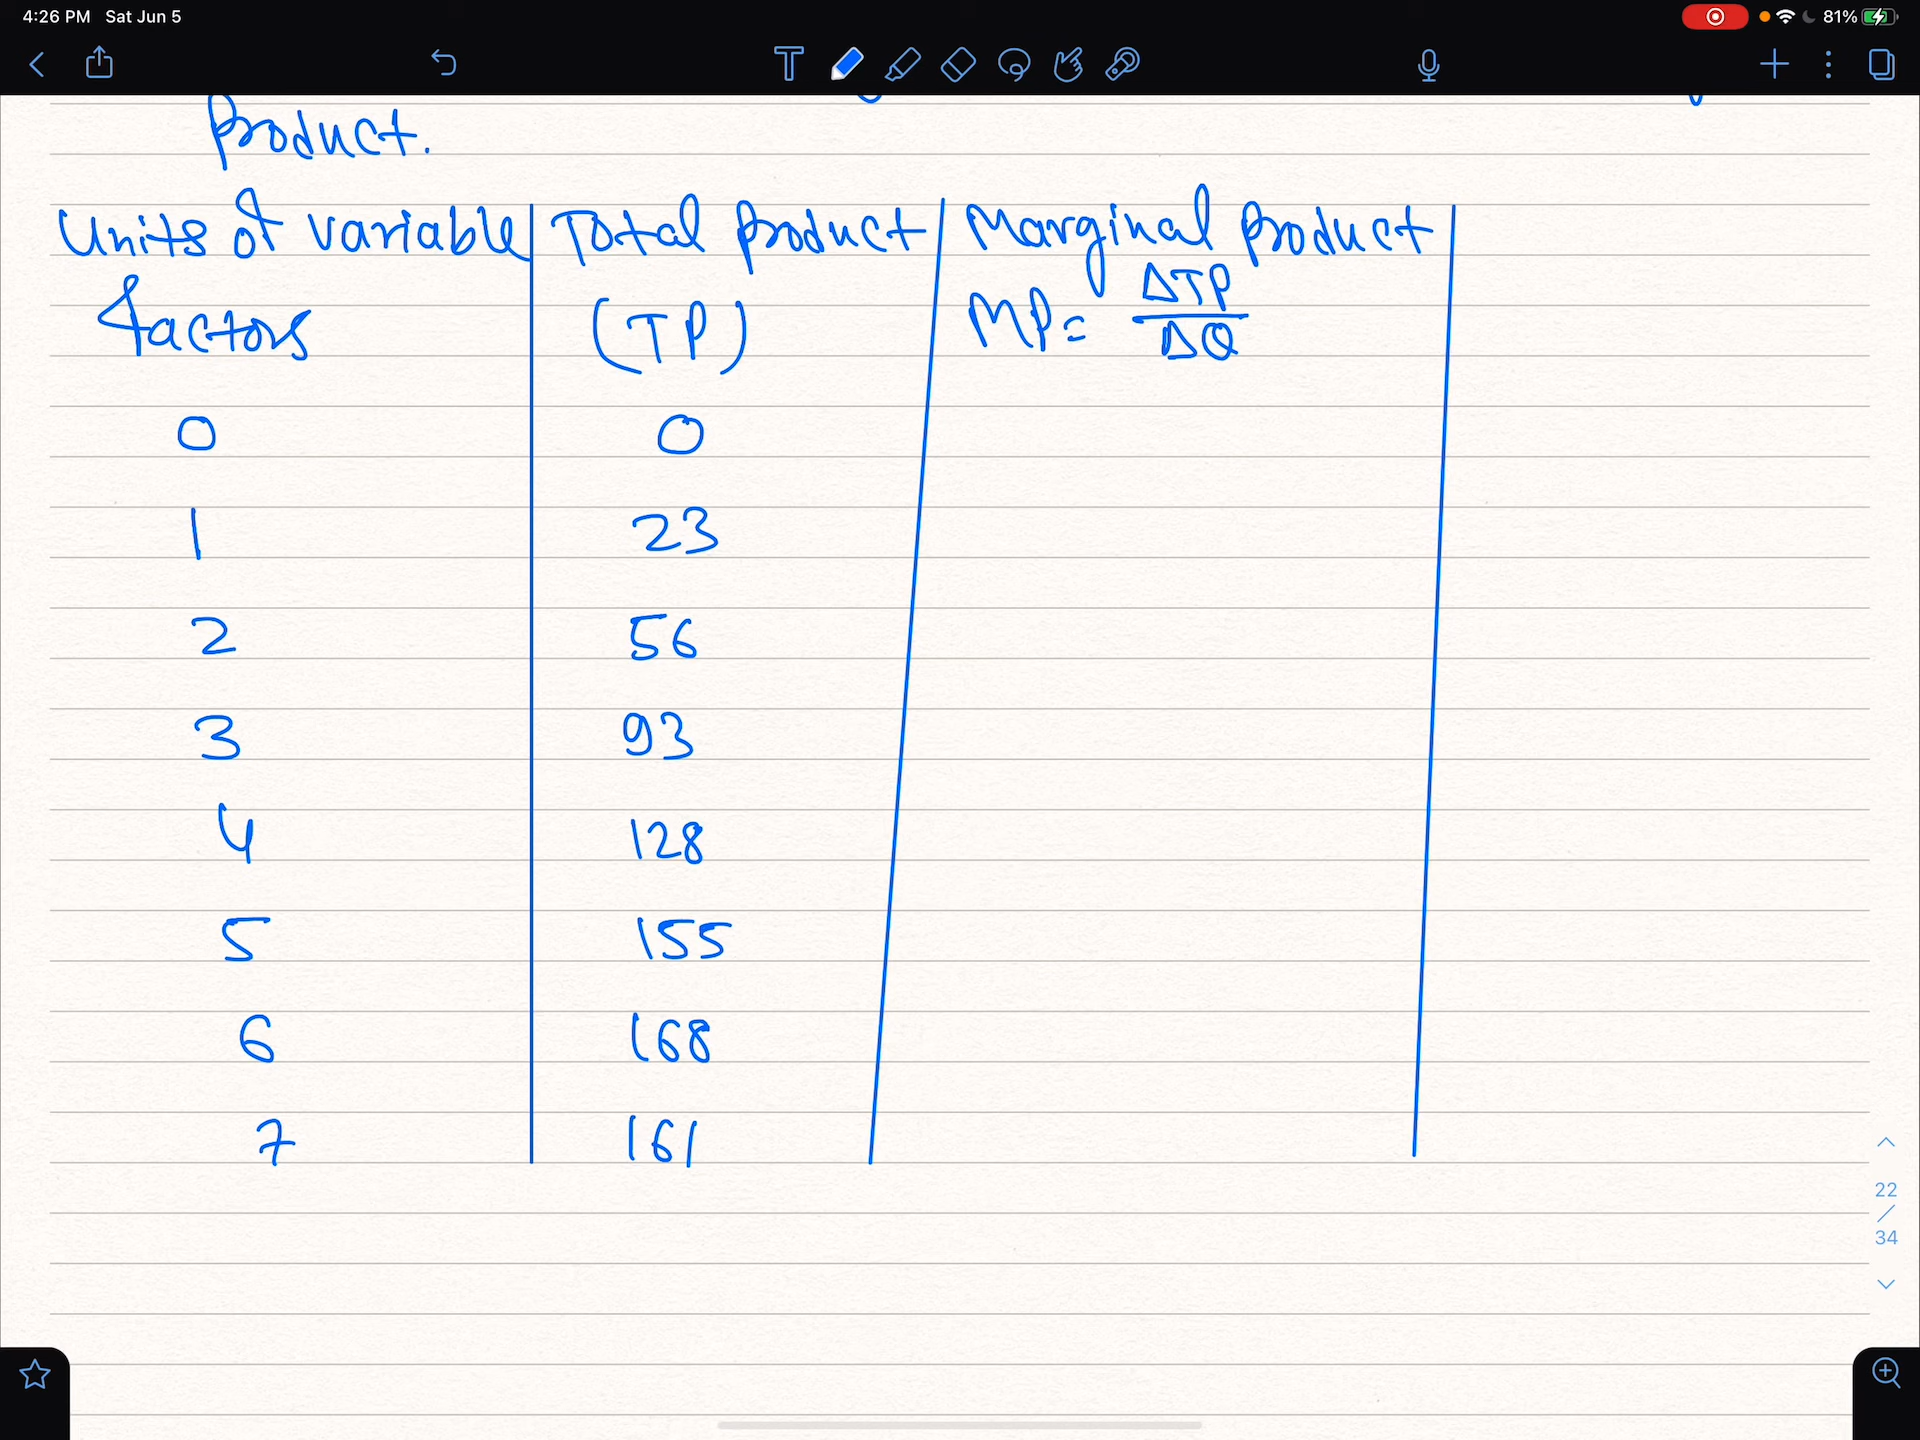 4:26 PM Sat Jun 5
81%
product.
Units of variable Total product Marginal product
factors (TP) MP = ΔTP
ΔQ
0 0
1 23
2 56
3 93
4 128
5 155
6 168
7 161
22
/
34